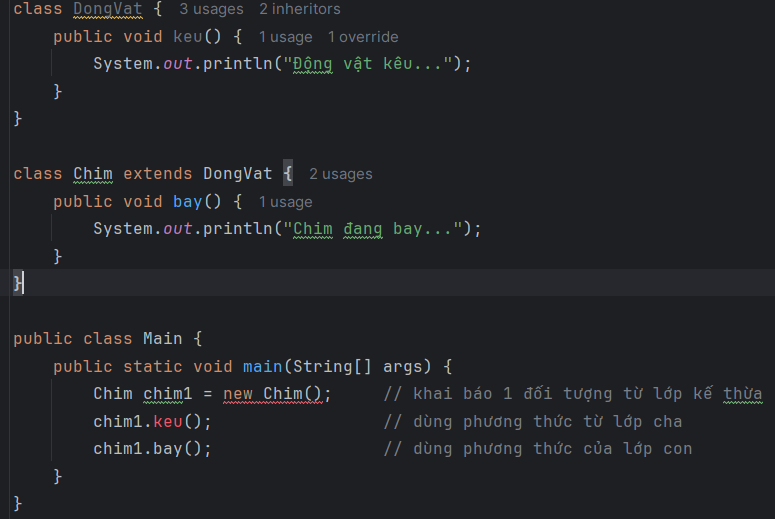 class DongVat {   3 usages   2 inheritors
    public void keu() {   1 usage   1 override
        System.out.println("Động vật kêu...");
    }
}
class Chim extends DongVat {   2 usages
    public void bay() {   1 usage
        System.out.println("Chim đang bay...");
    }
}
public class Main {
    public static void main(String[] args) {
        Chim chim1 = new Chim();     // khai báo 1 đối tượng từ lớp kế thừa
        chim1.keu();                 // dùng phương thức từ lớp cha
        chim1.bay();                 // dùng phương thức của lớp con
    }
}